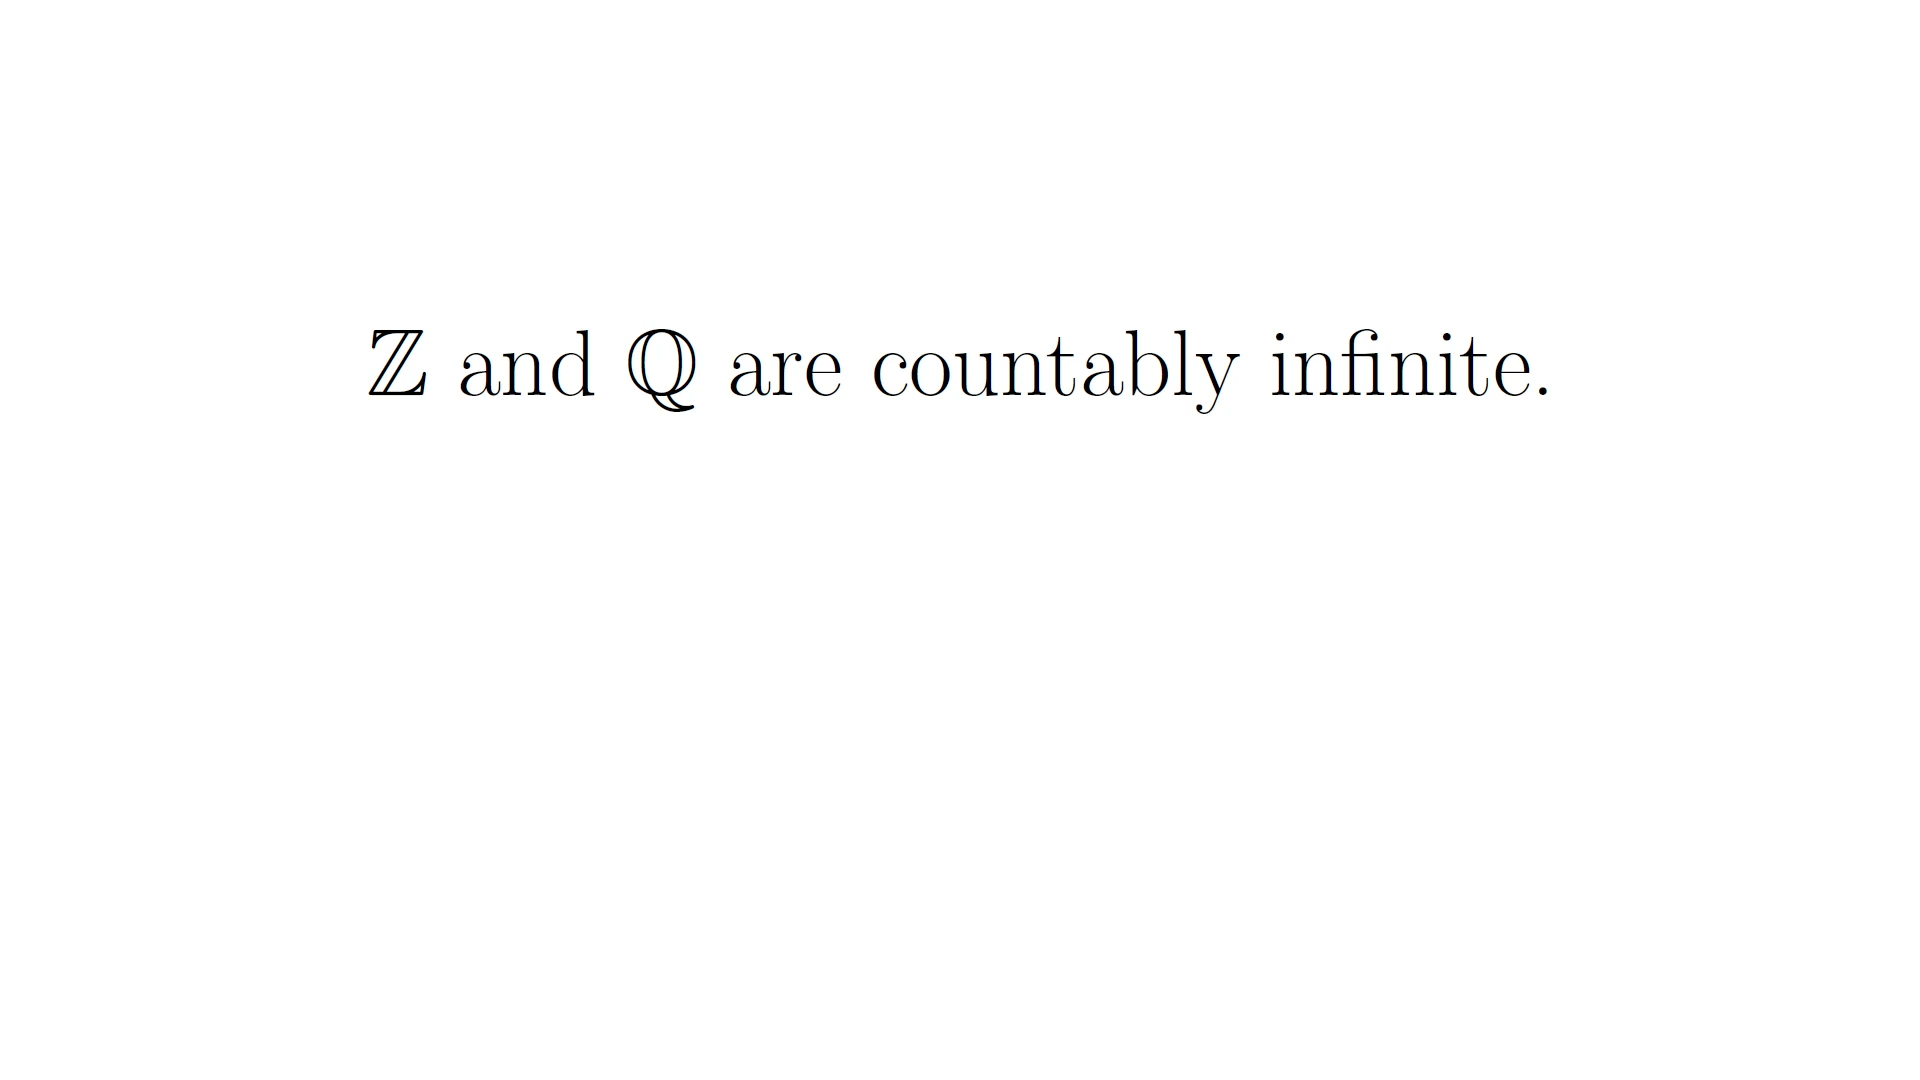 ℤ and ℚ are countably infinite.